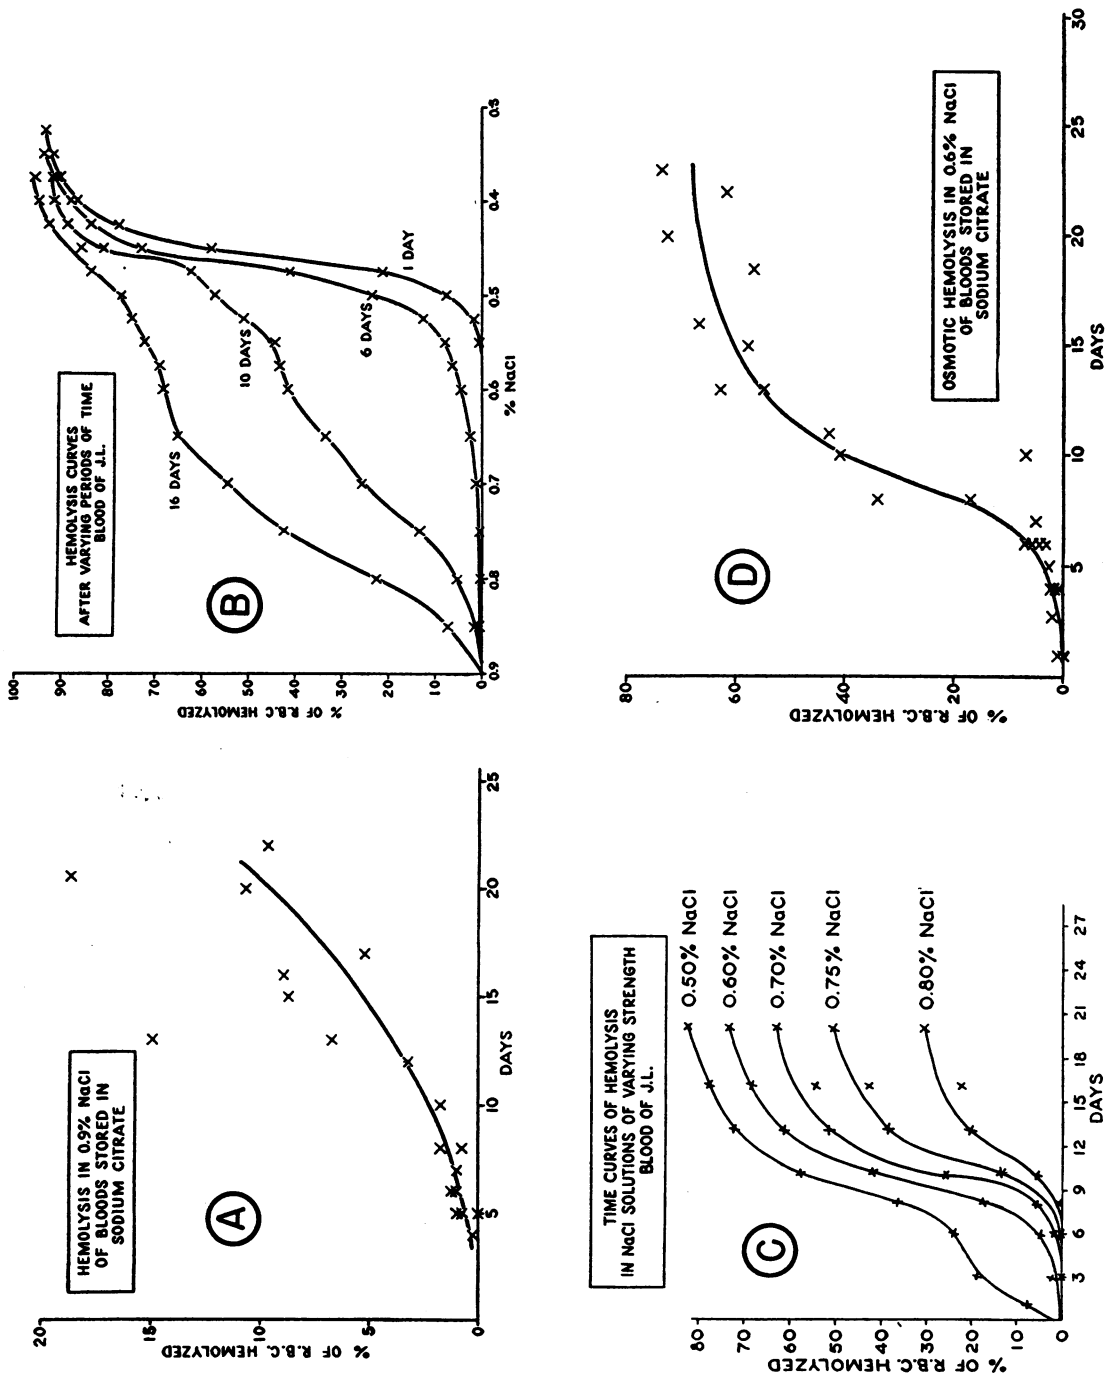 HEMOLYSIS IN 0.9% NaCl
OF BLOODS STORED IN
SODIUM CITRATE
A
% OF R.B.C. HEMOLYZED
20
15
10
5
0
5
10
15
20
25
DAYS
HEMOLYSIS CURVES
AFTER VARYING PERIODS OF TIME
BLOOD OF J.L.
B
% OF R.B.C HEMOLYZED
100
90
80
70
60
50
40
30
20
10
0
16 DAYS
10 DAYS
6 DAYS
1 DAY
0.9
0.8
0.7
0.6
0.5
0.4
0.5
% NaCl
TIME CURVES OF HEMOLYSIS
IN NaCl SOLUTIONS OF VARYING STRENGTH
BLOOD OF J.L.
C
% OF R.B.C. HEMOLYZED
80
70
60
50
40
30
20
10
0
0.50% NaCl
0.60% NaCl
0.70% NaCl
0.75% NaCl
0.80% NaCl
3
6
9
12
15
18
21
24
27
DAYS
OSMOTIC HEMOLYSIS IN 0.6% NaCl
OF BLOODS STORED IN
SODIUM CITRATE
D
% OF R.B.C. HEMOLYZED
80
60
40
20
0
5
10
15
20
25
30
DAYS